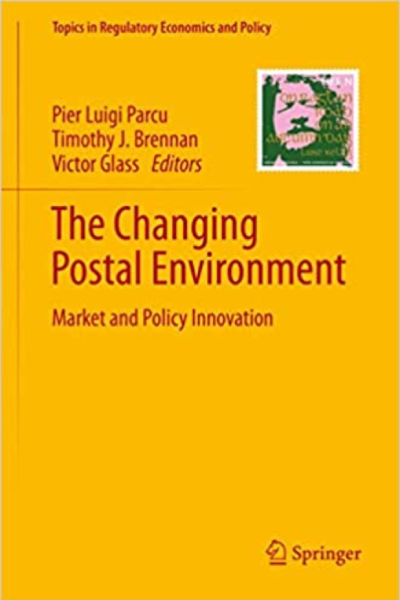 Topics in Regulatory Economics and Policy
Pier Luigi Parcu
Timothy J. Brennan
Victor Glass Editors
The Changing
Postal Environment
Market and Policy Innovation
Springer